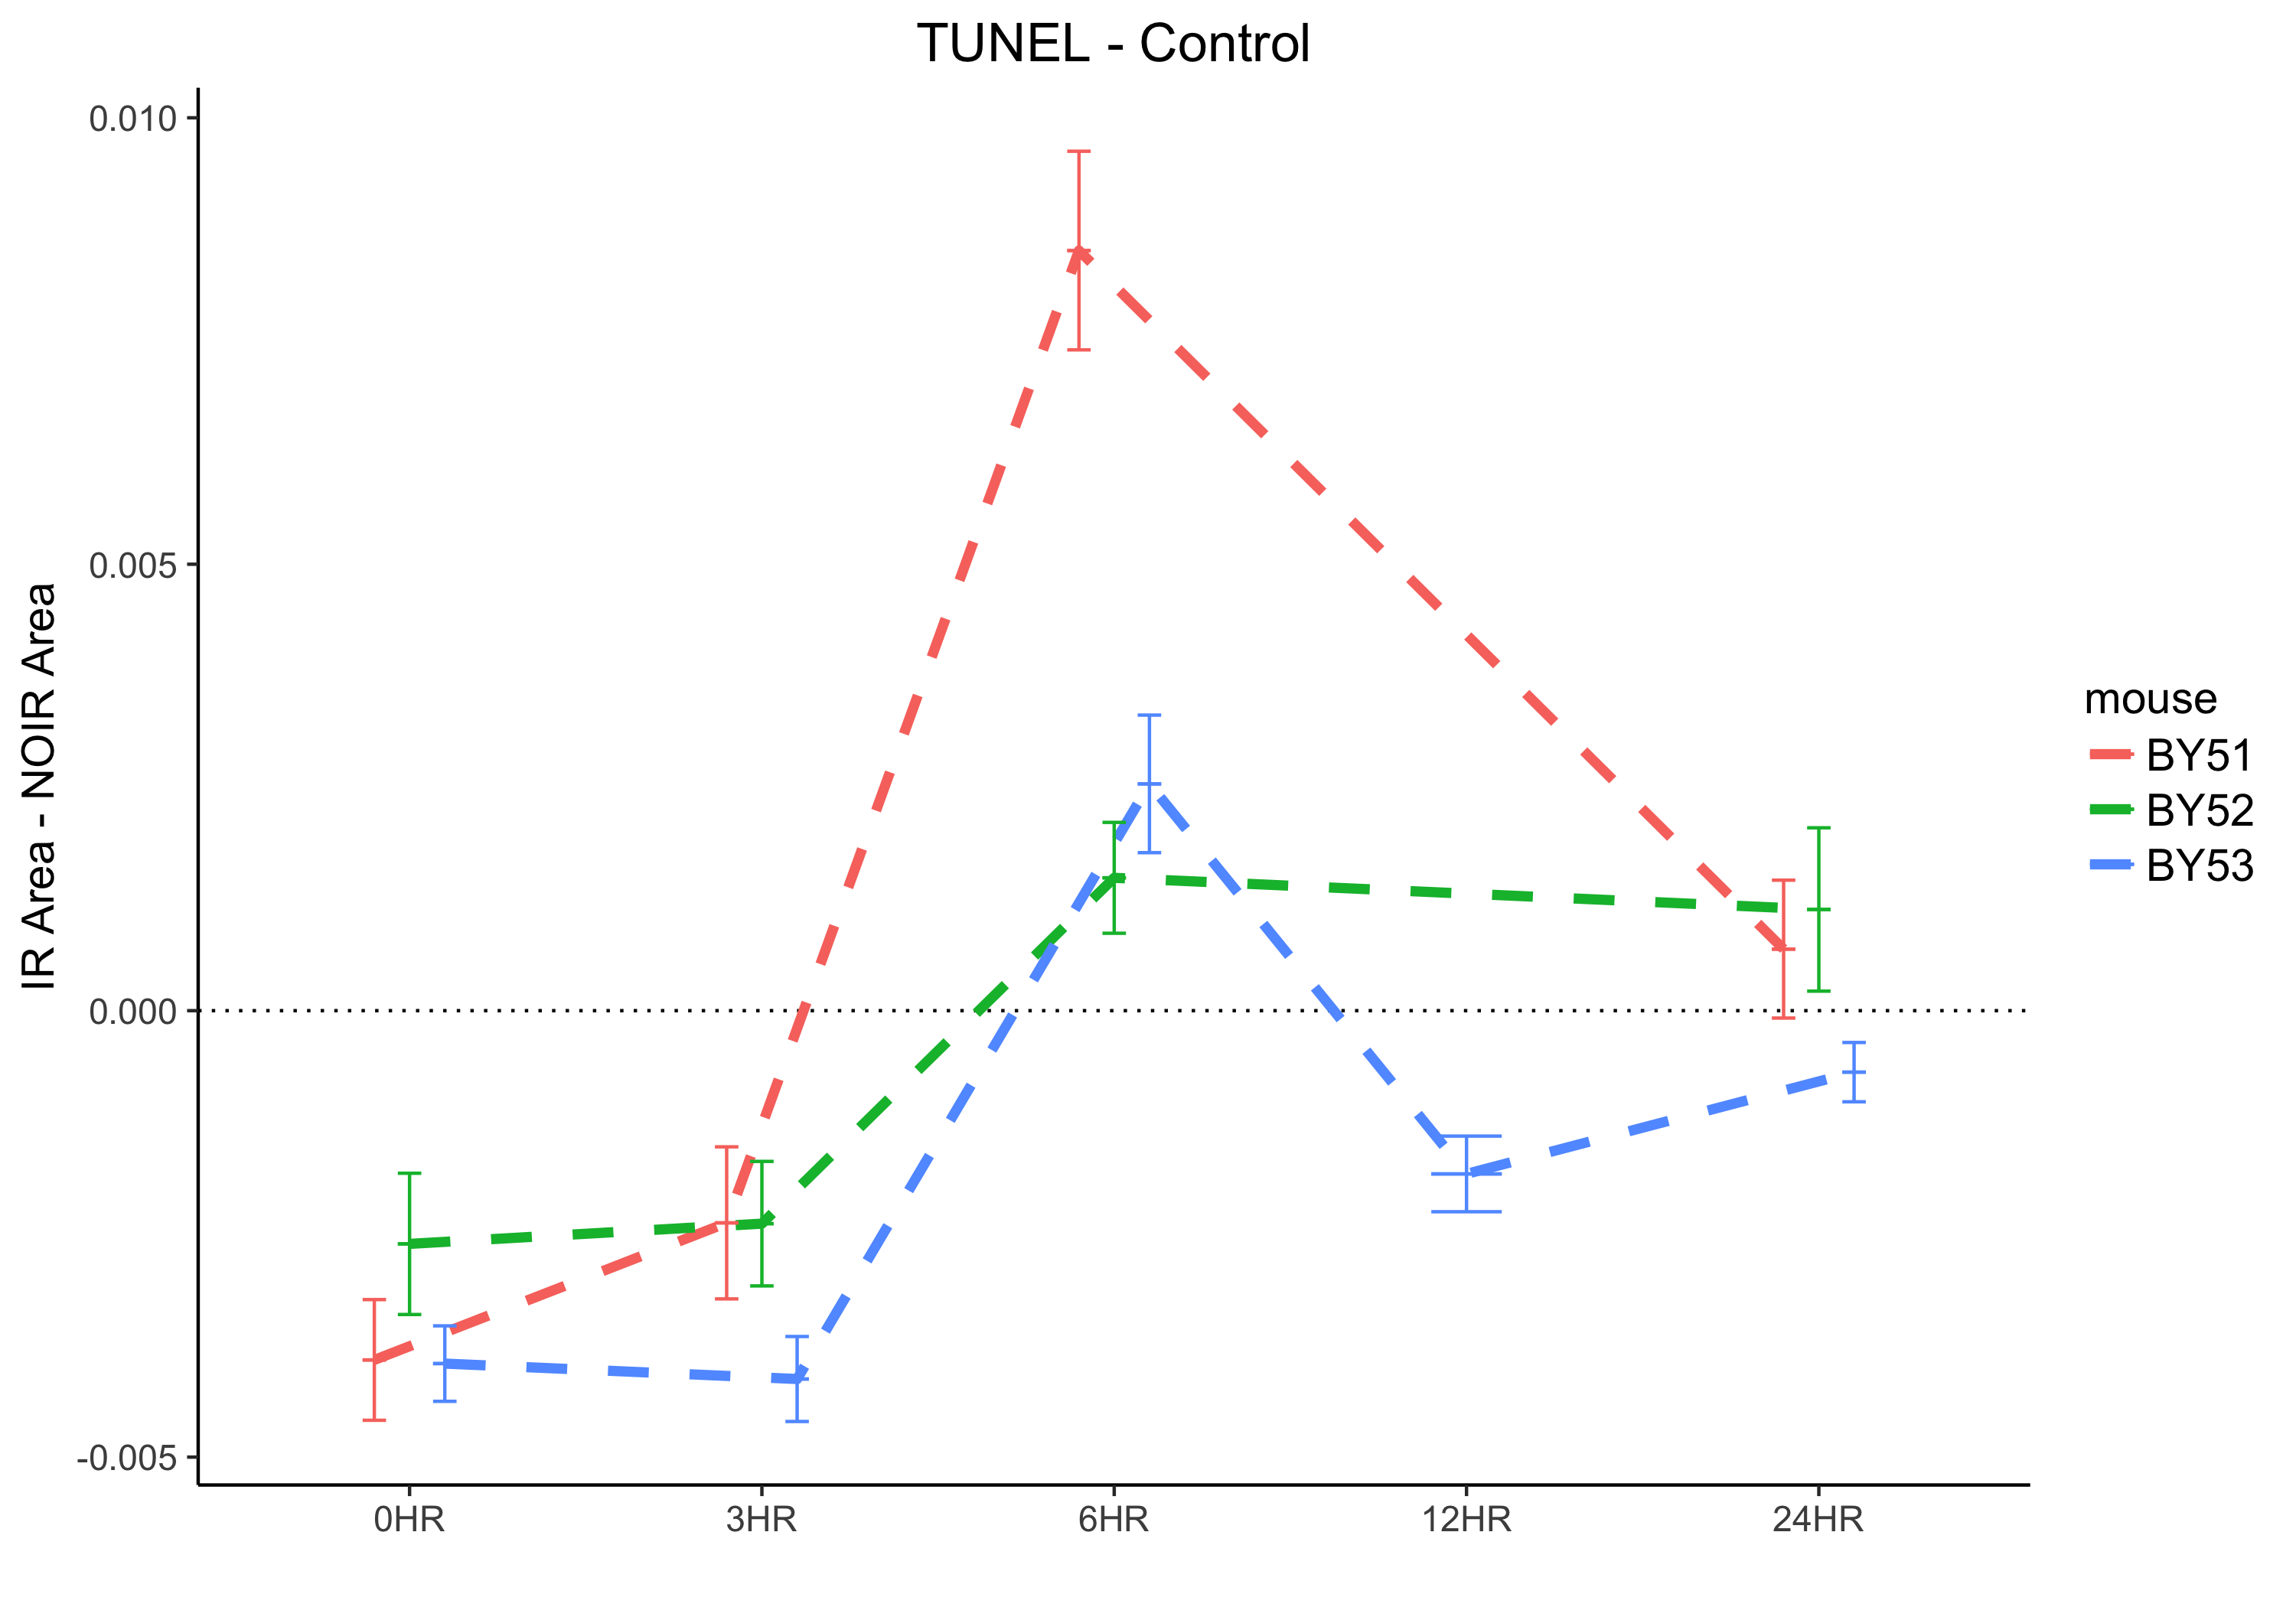 TUNEL - Control
0.010
0.005
0.000
-0.005
IR Area - NOIR Area
0HR 3HR 6HR 12HR 24HR
mouse
BY51
BY52
BY53